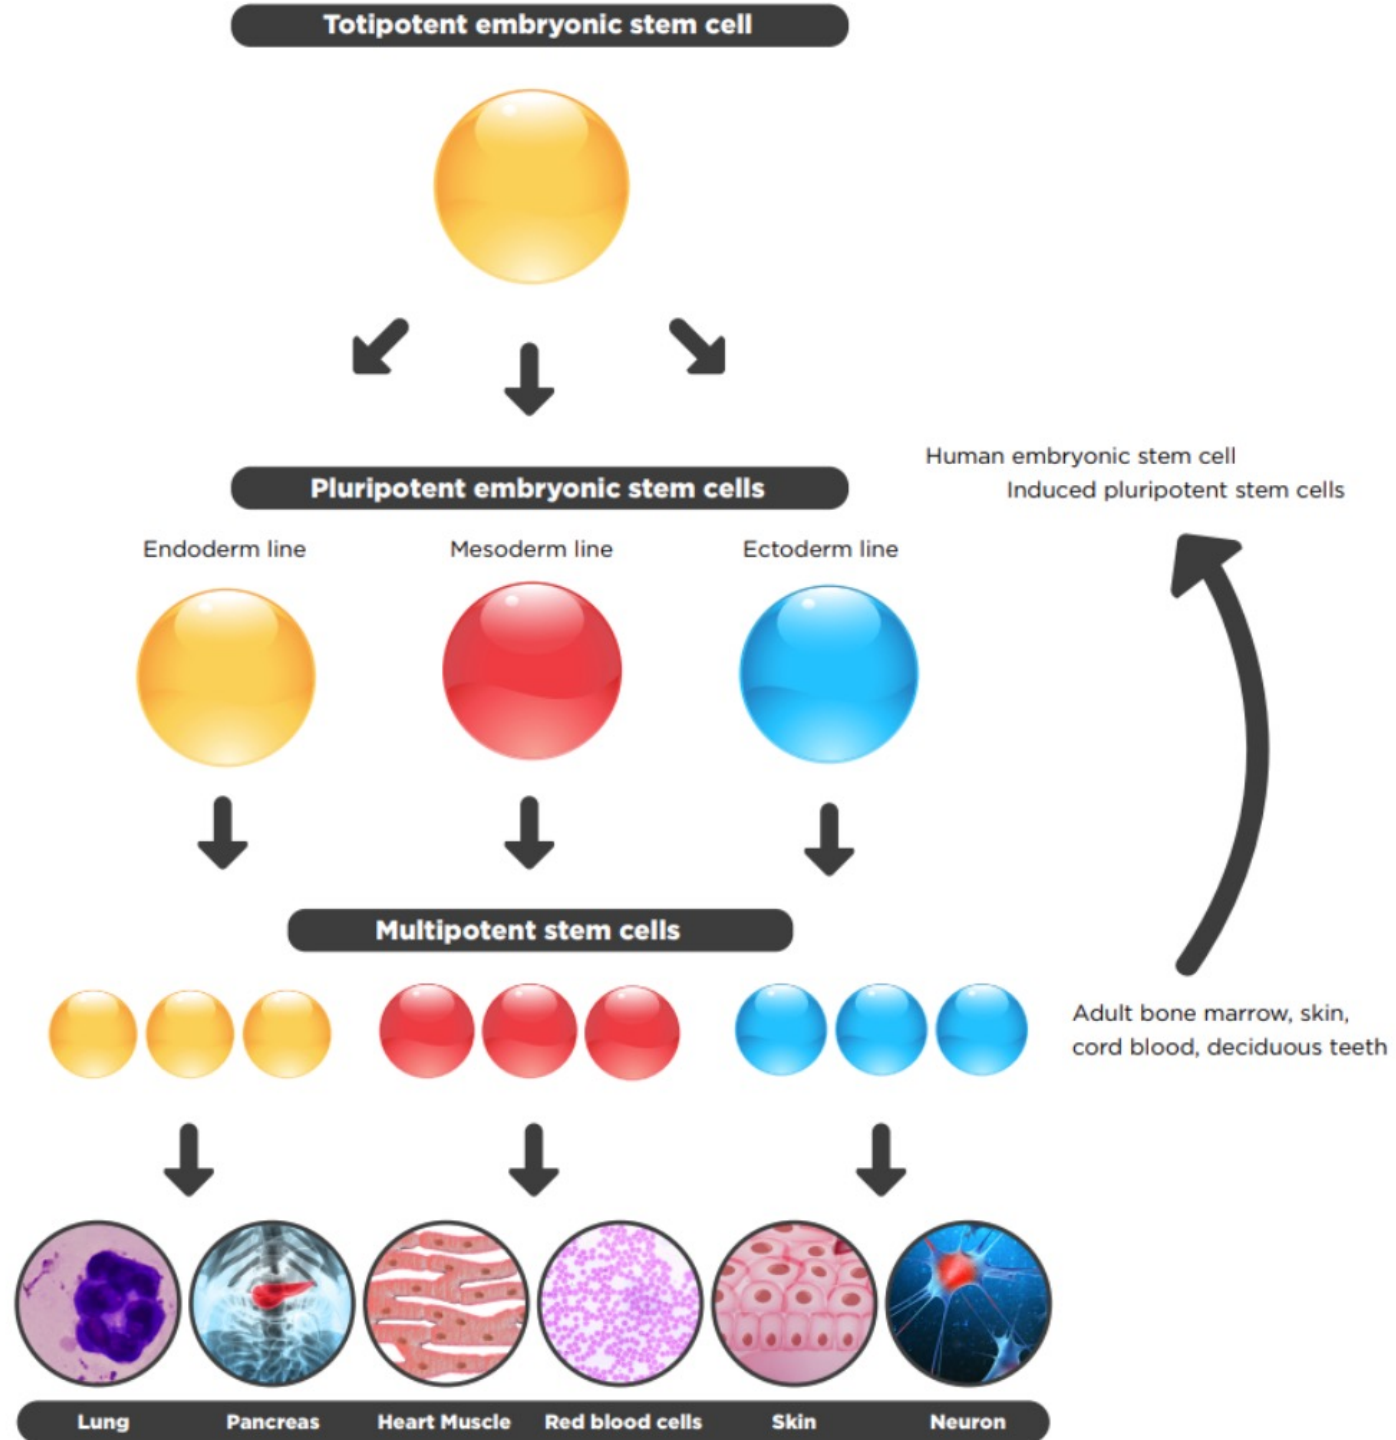 Totipotent embryonic stem cell
Human embryonic stem cell
Induced pluripotent stem cells
Pluripotent embryonic stem cells
Endoderm line
Mesoderm line
Ectoderm line
Multipotent stem cells
Adult bone marrow, skin,
cord blood, deciduous teeth
Lung
Pancreas
Heart Muscle
Red blood cells
Skin
Neuron